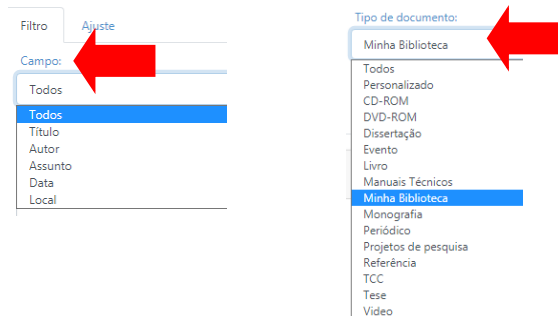 Filtro Ajuste
Campo:
Todos
Todos
Título
Autor
Assunto
Data
Local
Tipo de documento:
Minha Biblioteca
Todos
Personalizado
CD-ROM
DVD-ROM
Dissertação
Evento
Livro
Manuais Técnicos
Minha Biblioteca
Monografia
Periódico
Projetos de pesquisa
Referência
TCC
Tese
Video